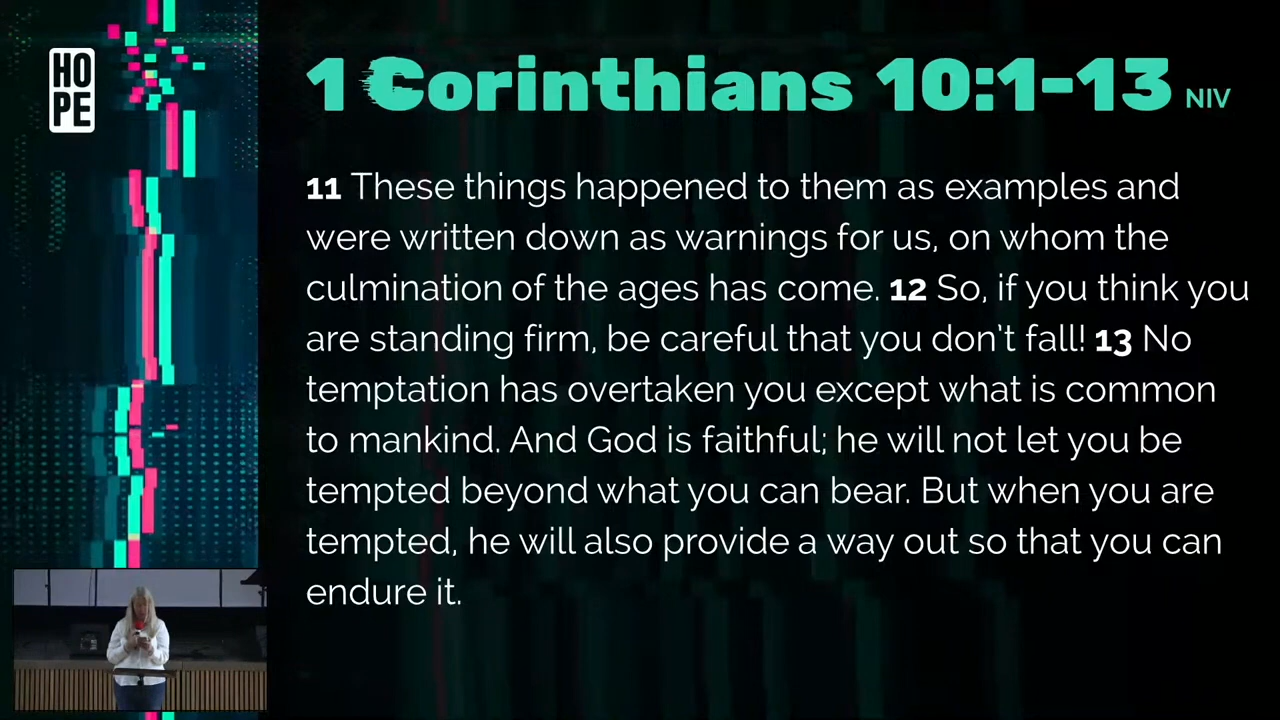 HO
PE
1 Corinthians 10:1-13 NIV
11 These things happened to them as examples and
were written down as warnings for us, on whom the
culmination of the ages has come. 12 So, if you think you
are standing firm, be careful that you don't fall! 13 No
temptation has overtaken you except what is common
to mankind. And God is faithful; he will not let you be
tempted beyond what you can bear. But when you are
tempted, he will also provide a way out so that you can
endure it.